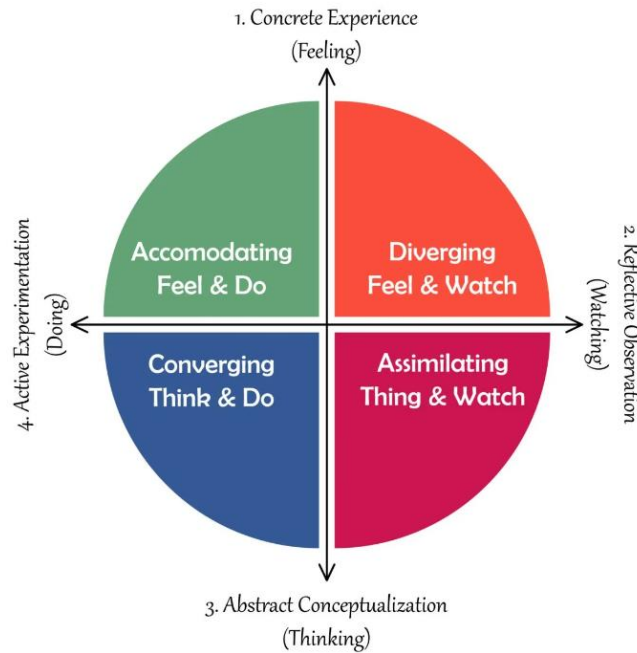 1. Concrete Experience
(Feeling)
Accomodating
Feel & Do
Diverging
Feel & Watch
4. Active Experimentation
(Doing)
2. Reflective Observation
(Watching)
Converging
Think & Do
Assimilating
Thing & Watch
3. Abstract Conceptualization
(Thinking)